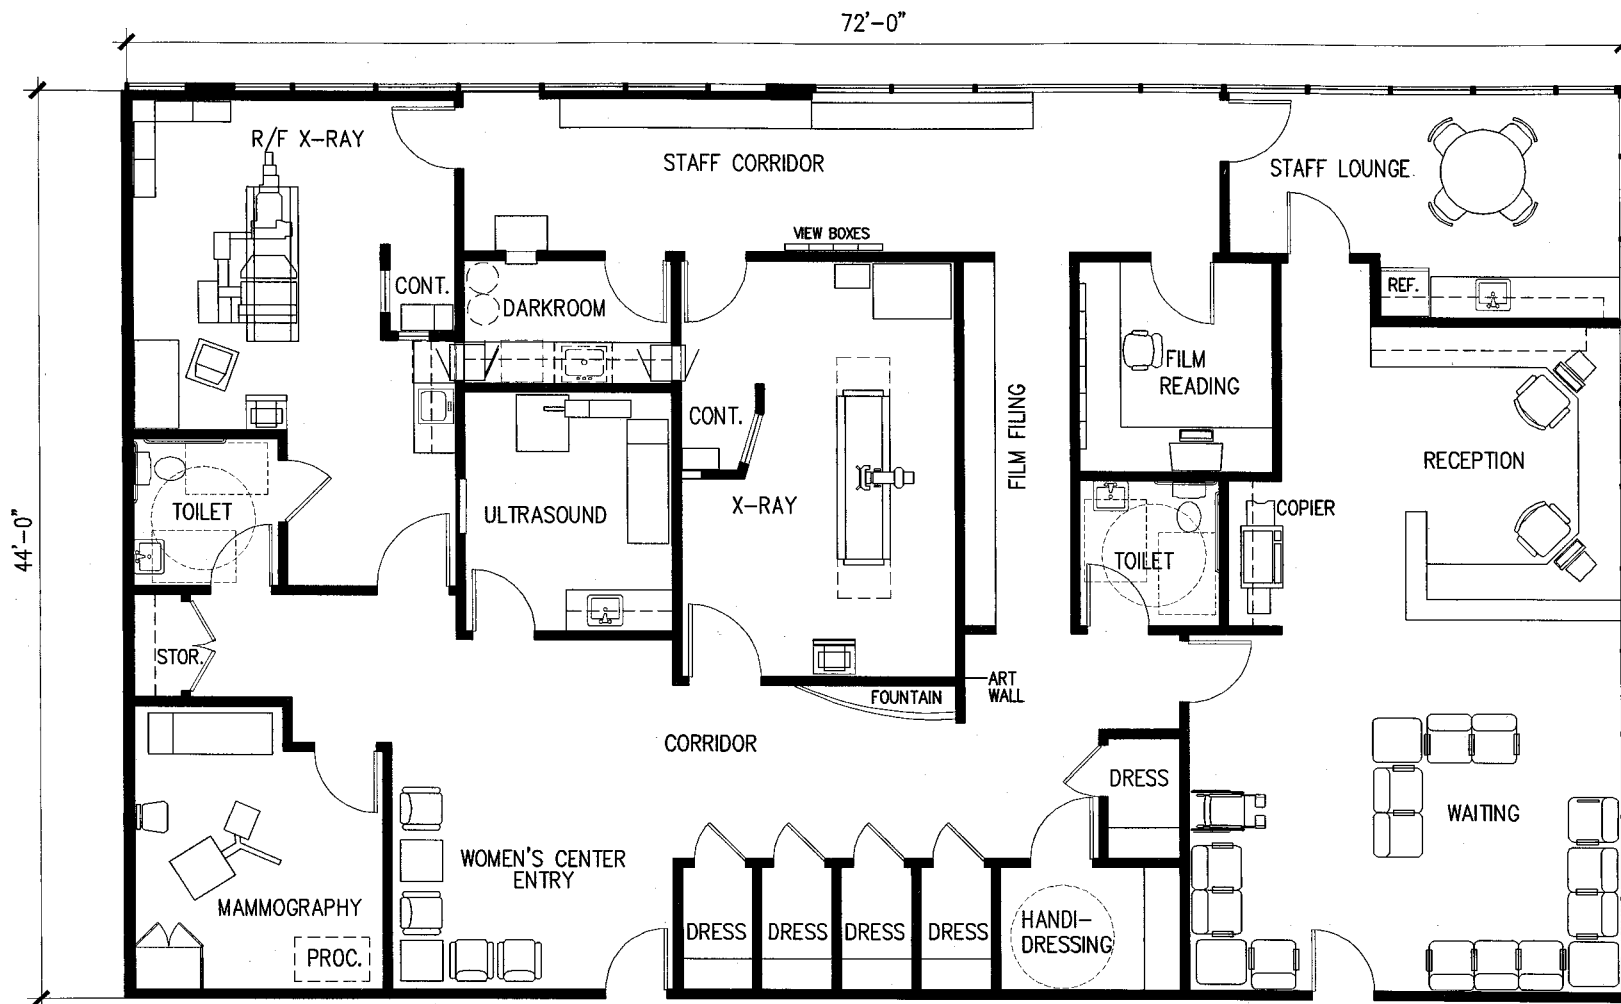 72'-0"
R/F X-RAY
STAFF CORRIDOR
STAFF LOUNGE
VIEW BOXES
CONT.
REF.
DARKROOM
FILM
READING
CONT.
FILM FILING
RECEPTION
44'-0"
TOILET
ULTRASOUND
X-RAY
COPIER
TOILET
STOR.
ART
WALL
FOUNTAIN
CORRIDOR
DRESS
WAITING
WOMEN'S CENTER
ENTRY
MAMMOGRAPHY
PROC.
DRESS
DRESS
DRESS
DRESS
HANDI-
DRESSING